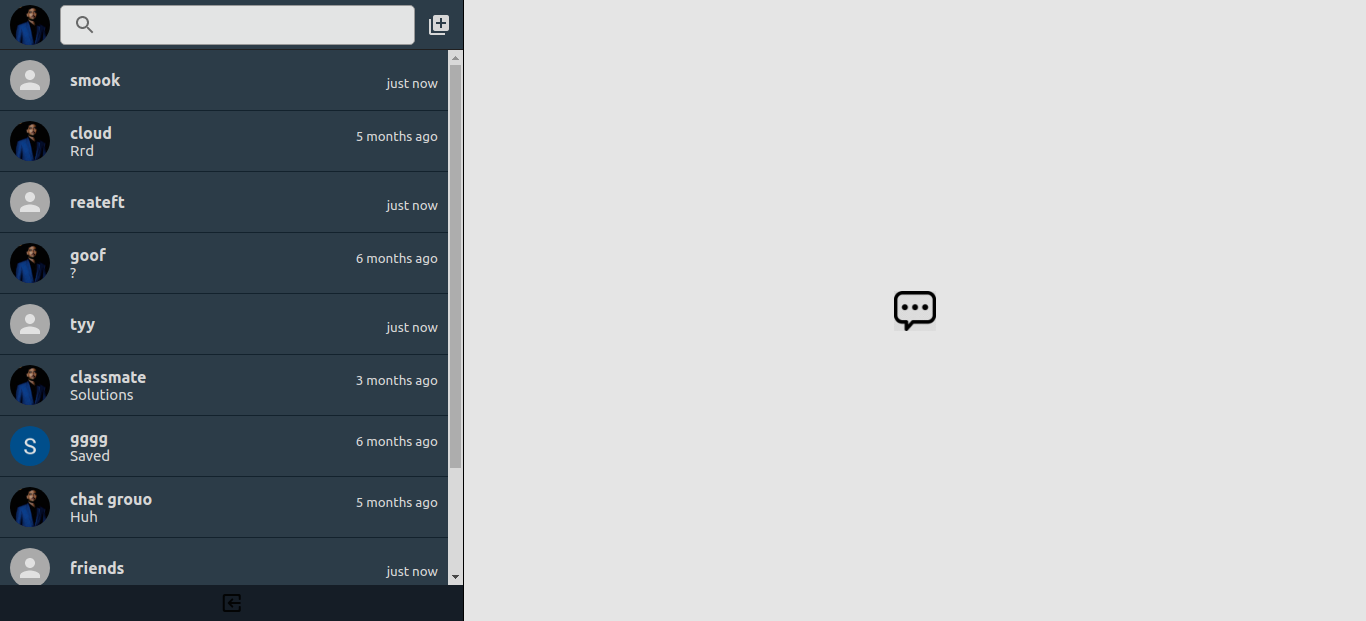 smook
just now
cloud
5 months ago
Rrd
reateft
just now
goof
6 months ago
?
tyy
just now
classmate
3 months ago
Solutions
S
gggg
6 months ago
Saved
chat grouo
5 months ago
Huh
friends
just now